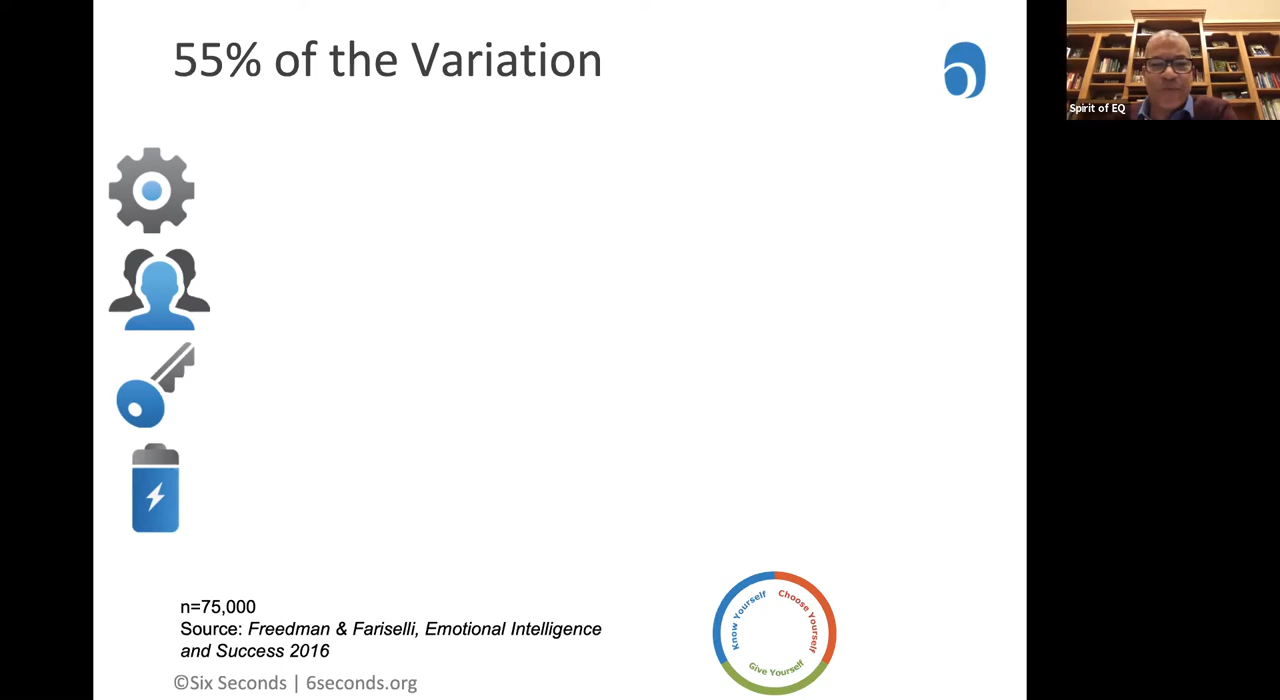 55% of the Variation
Spirit of EQ
n=75,000
Source: Freedman & Fariselli, Emotional Intelligence
and Success 2016
Know Yourself
Choose Yourself
Give Yourself
©Six Seconds | 6seconds.org